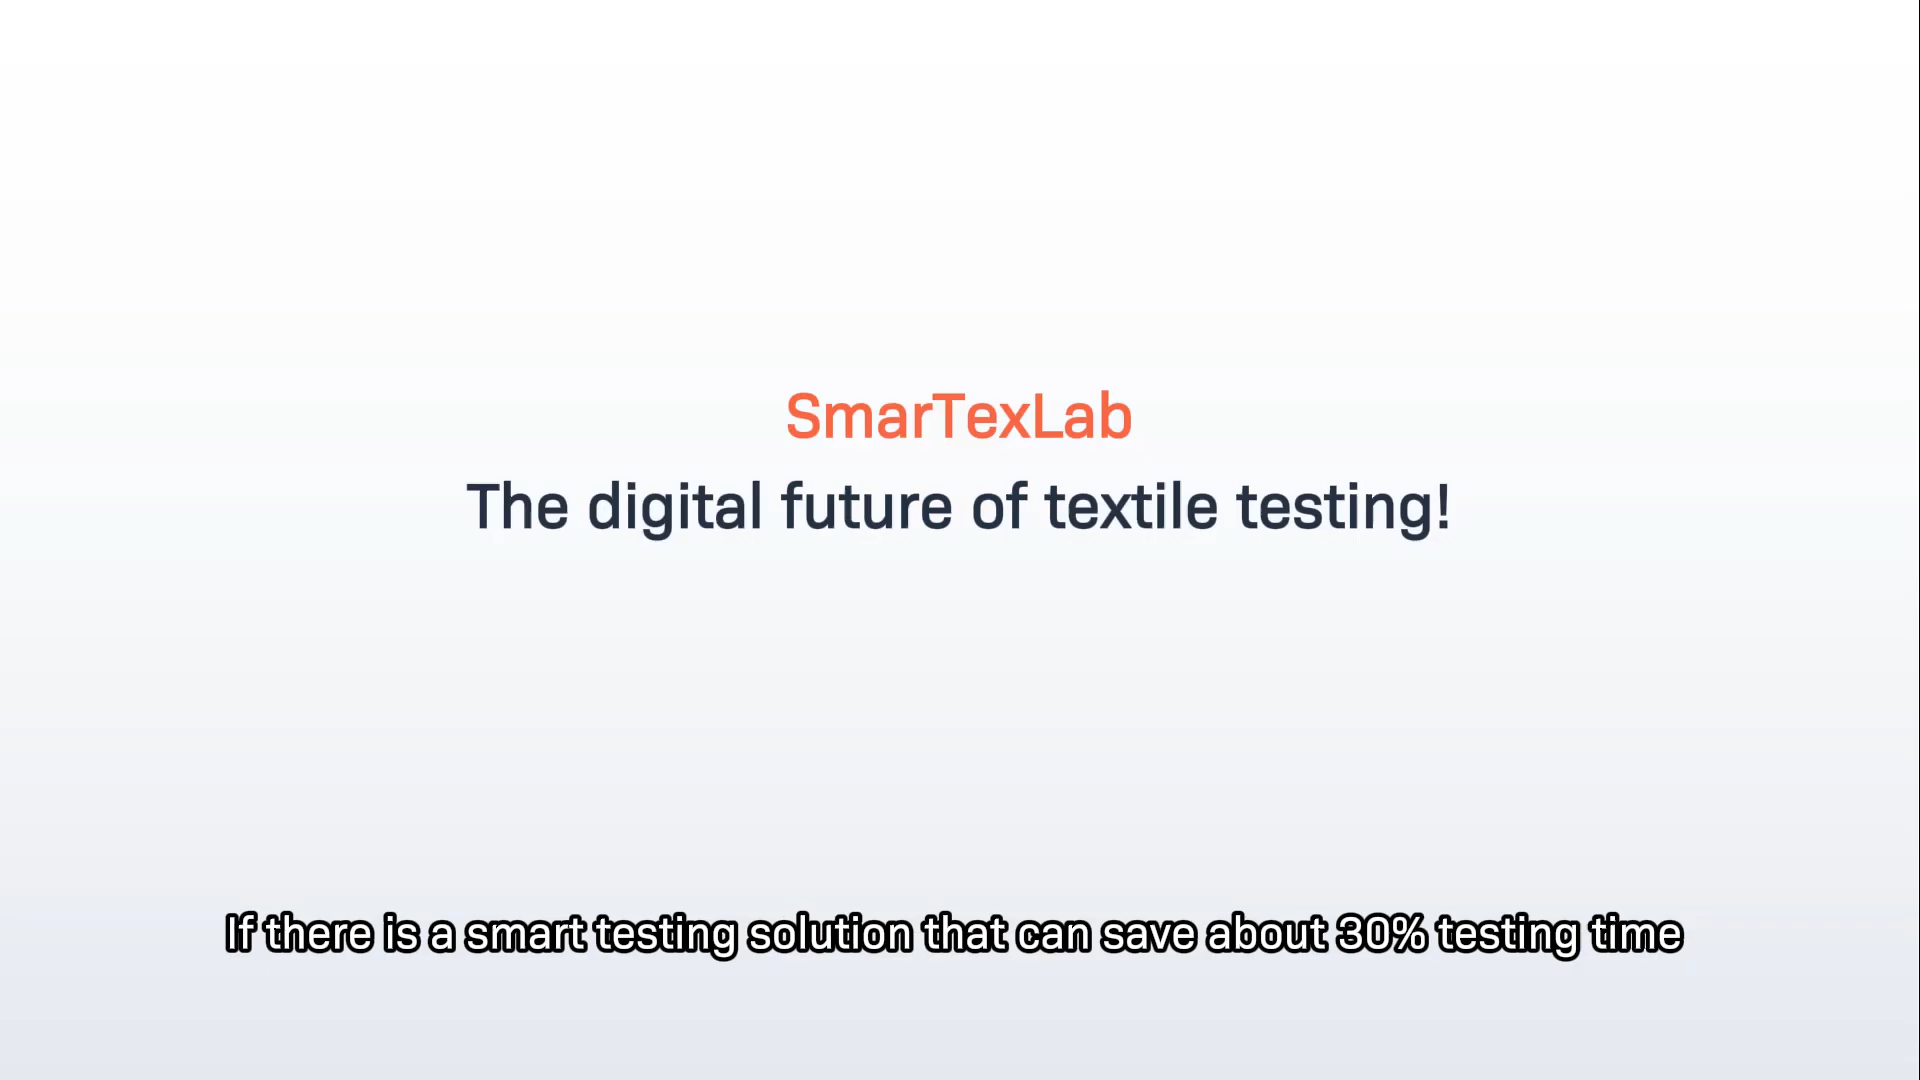 SmarTexLab
The digital future of textile testing!
If there is a smart testing solution that can save about 30% testing time